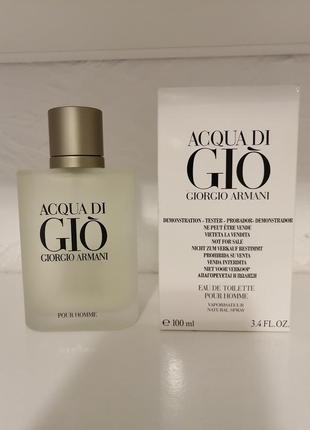 ACQUA DI
GIÒ
GIORGIO ARMANI
POUR HOMME
ACQUA DI
GIÒ
GIORGIO ARMANI
DEMONSTRATION - TESTER - PROBADOR - DEMONSTRADOR
NE PEUT ÊTRE VENDU
VIETATA LA VENDITA
NOT FOR SALE
NICHT ZUM VERKAUF BESTIMMT
PROHIBIDA SU VENTA
VENDA INTERDITA
NIET VOOR VERKOOP
ΑΠΑΓΟΡΕΥΕΤΑΙ Η ΠΩΛΗΣΗ
EAU DE TOILETTE
POUR HOMME
VAPORISATEUR
NATURAL SPRAY
℮ 100 ml 3.4 FL.OZ.